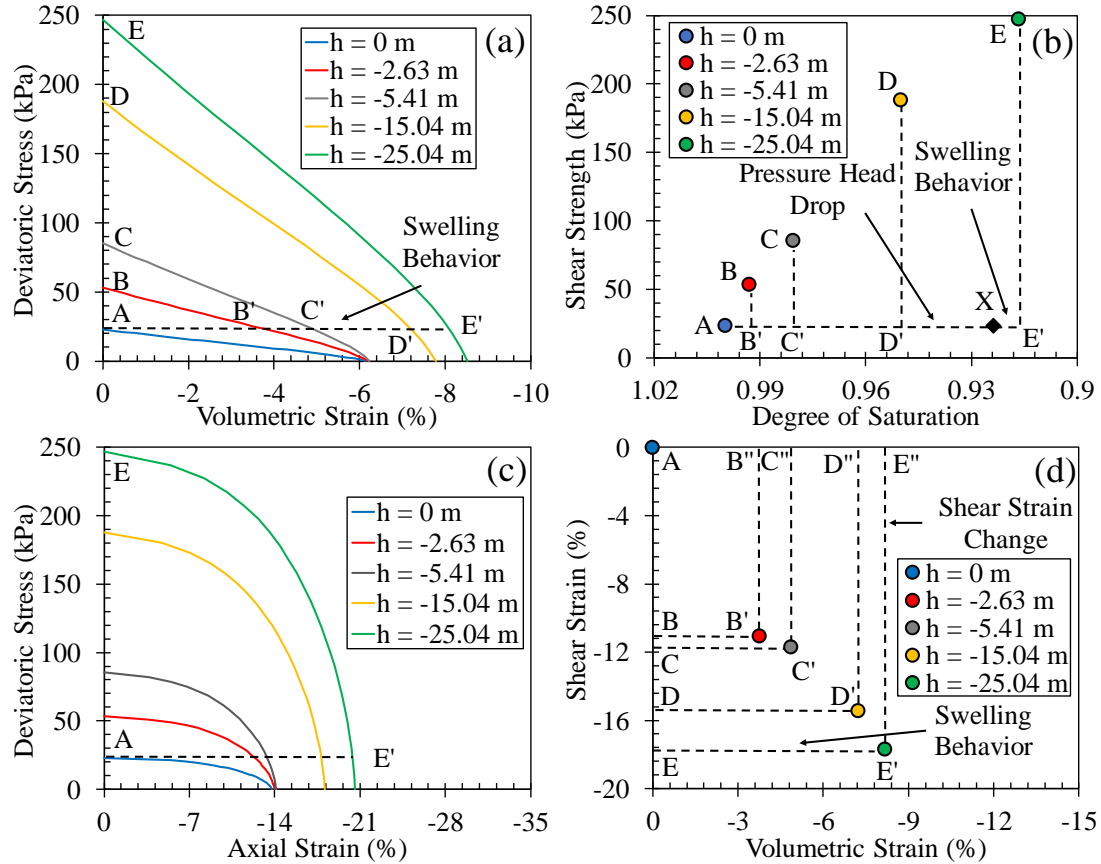 (a)
Deviatoric Stress (kPa)
250
200
150
100
50
0
E
D
C
B
A
B'
C'
D'
E'
h = 0 m
h = -2.63 m
h = -5.41 m
h = -15.04 m
h = -25.04 m
Swelling
Behavior
0
-2
-4
-6
-8
-10
Volumetric Strain (%)
(b)
Shear Strength (kPa)
250
200
150
100
50
0
h = 0 m
h = -2.63 m
h = -5.41 m
h = -15.04 m
h = -25.04 m
E
D
Swelling
Behavior
Pressure Head
Drop
C
B
A
X
B'
C'
D'
E'
1.02
0.99
0.96
0.93
0.9
Degree of Saturation
(c)
Deviatoric Stress (kPa)
250
200
150
100
50
0
E
A
E'
h = 0 m
h = -2.63 m
h = -5.41 m
h = -15.04 m
h = -25.04 m
0
-7
-14
-21
-28
-35
Axial Strain (%)
(d)
Shear Strain (%)
0
-4
-8
-12
-16
-20
A
B"
C"
D"
E"
Shear Strain
Change
h = 0 m
h = -2.63 m
h = -5.41 m
h = -15.04 m
h = -25.04 m
B
B'
C
C'
D
D'
Swelling
Behavior
E
E'
0
-3
-6
-9
-12
-15
Volumetric Strain (%)